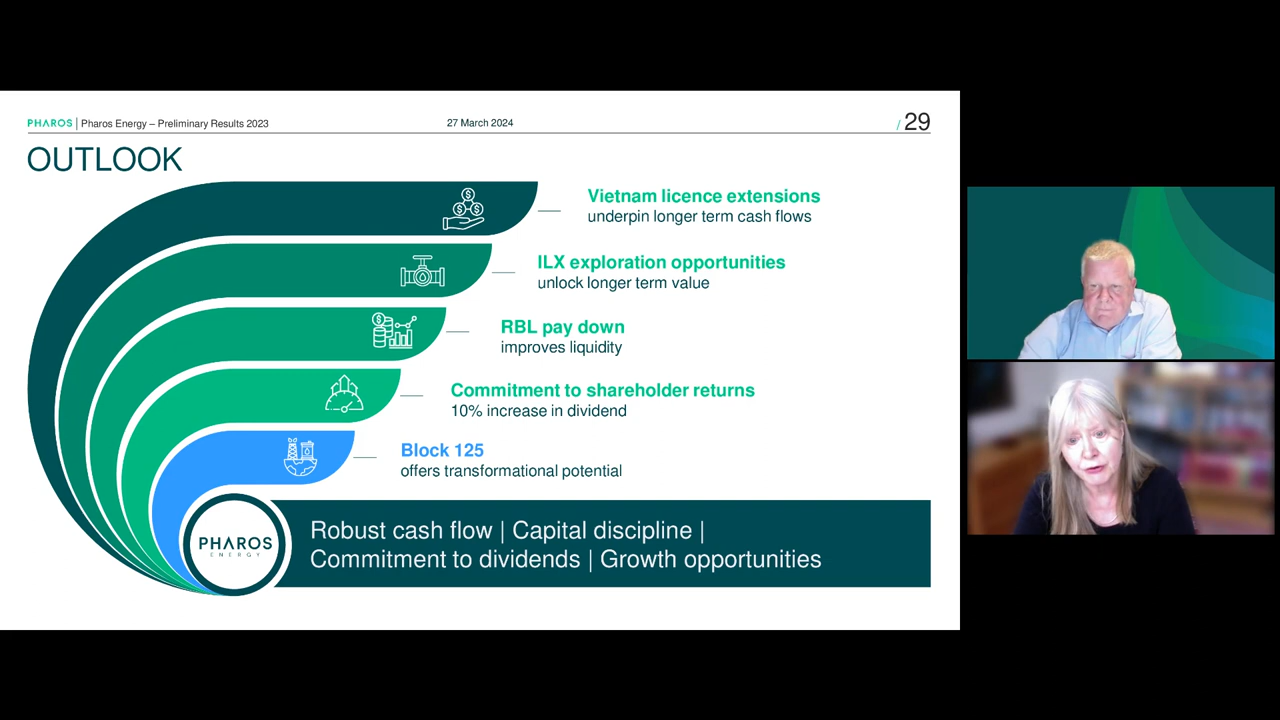 PHAROS | Pharos Energy – Preliminary Results 2023
27 March 2024
/ 29
OUTLOOK
Vietnam licence extensions
underpin longer term cash flows
ILX exploration opportunities
unlock longer term value
RBL pay down
improves liquidity
Commitment to shareholder returns
10% increase in dividend
Block 125
offers transformational potential
PHAROS
ENERGY
Robust cash flow | Capital discipline |
Commitment to dividends | Growth opportunities